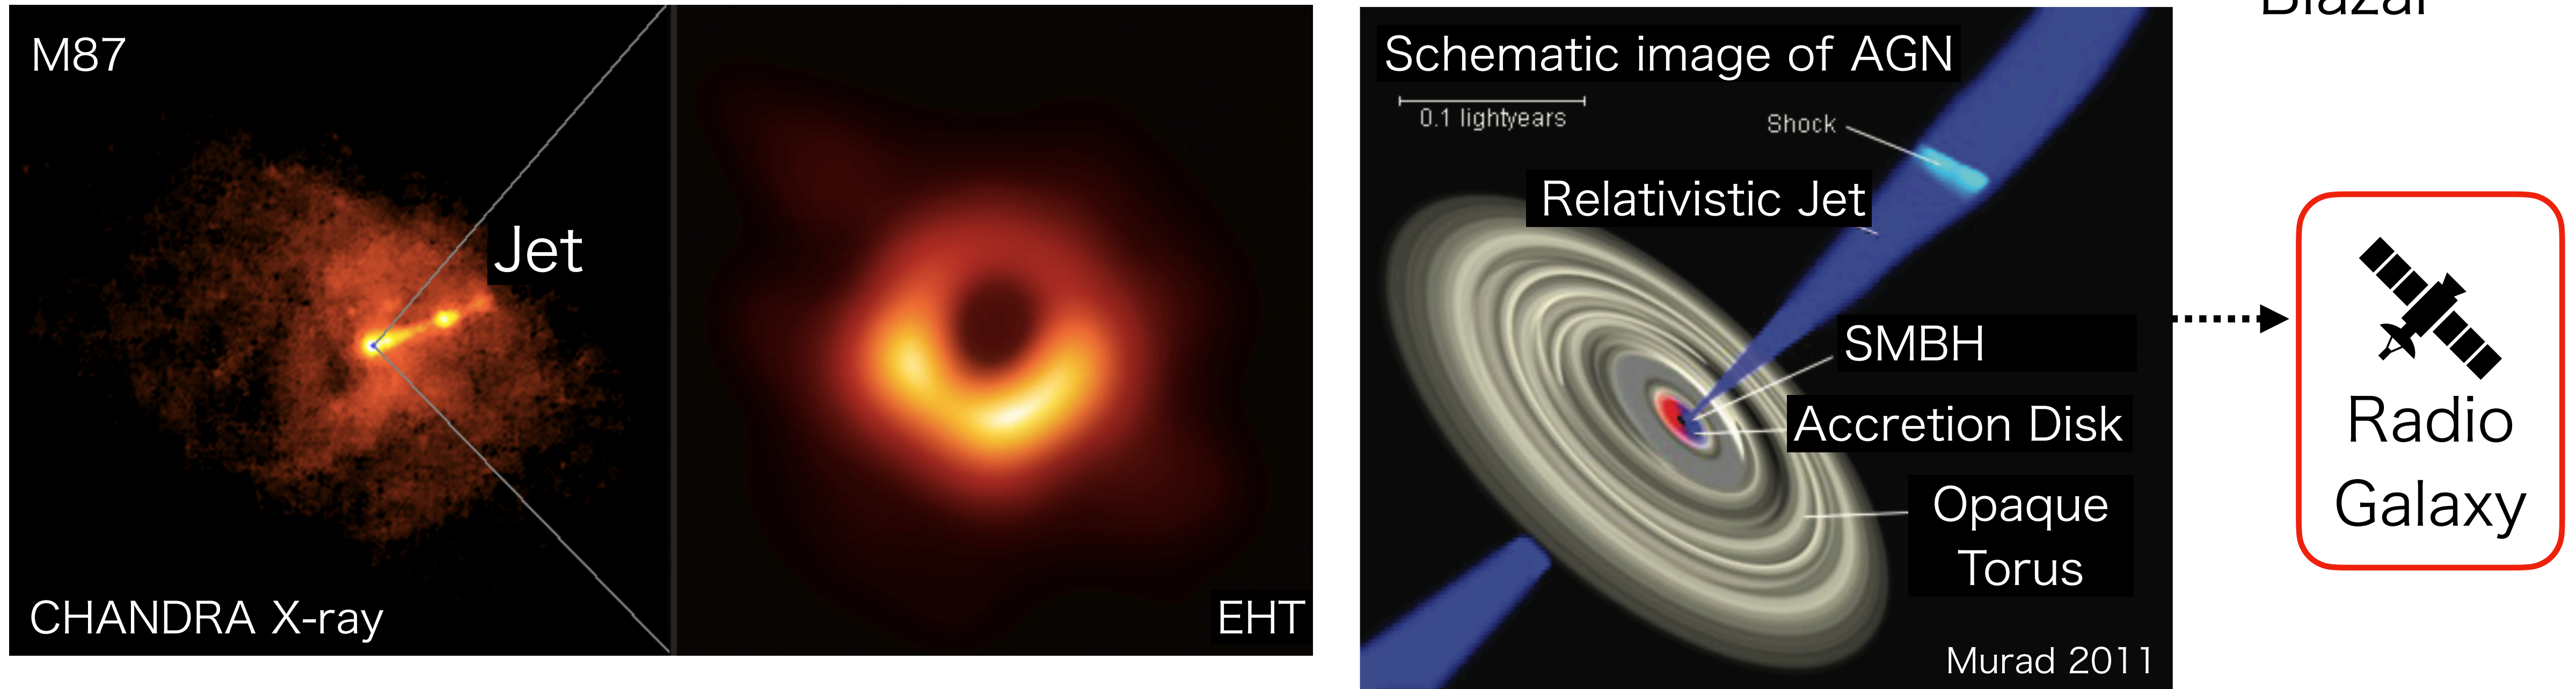 M87
Jet
CHANDRA X-ray
EHT
Schematic image of AGN
0.1 lightyears
Shock
Relativistic Jet
SMBH
Accretion Disk
Opaque
Torus
Murad 2011
Blazar
Radio
Galaxy